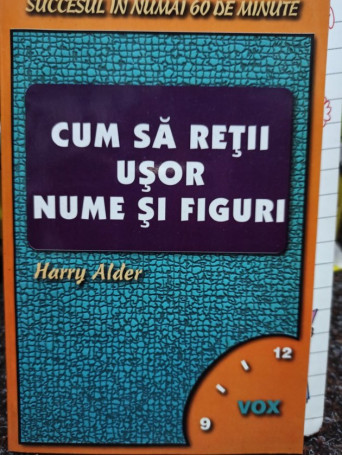 SUCCESUL ÎN NUMAI 60 DE MINUTE
CUM SĂ REŢII
UŞOR
NUME ŞI FIGURI
Harry Alder
12
9
VOX